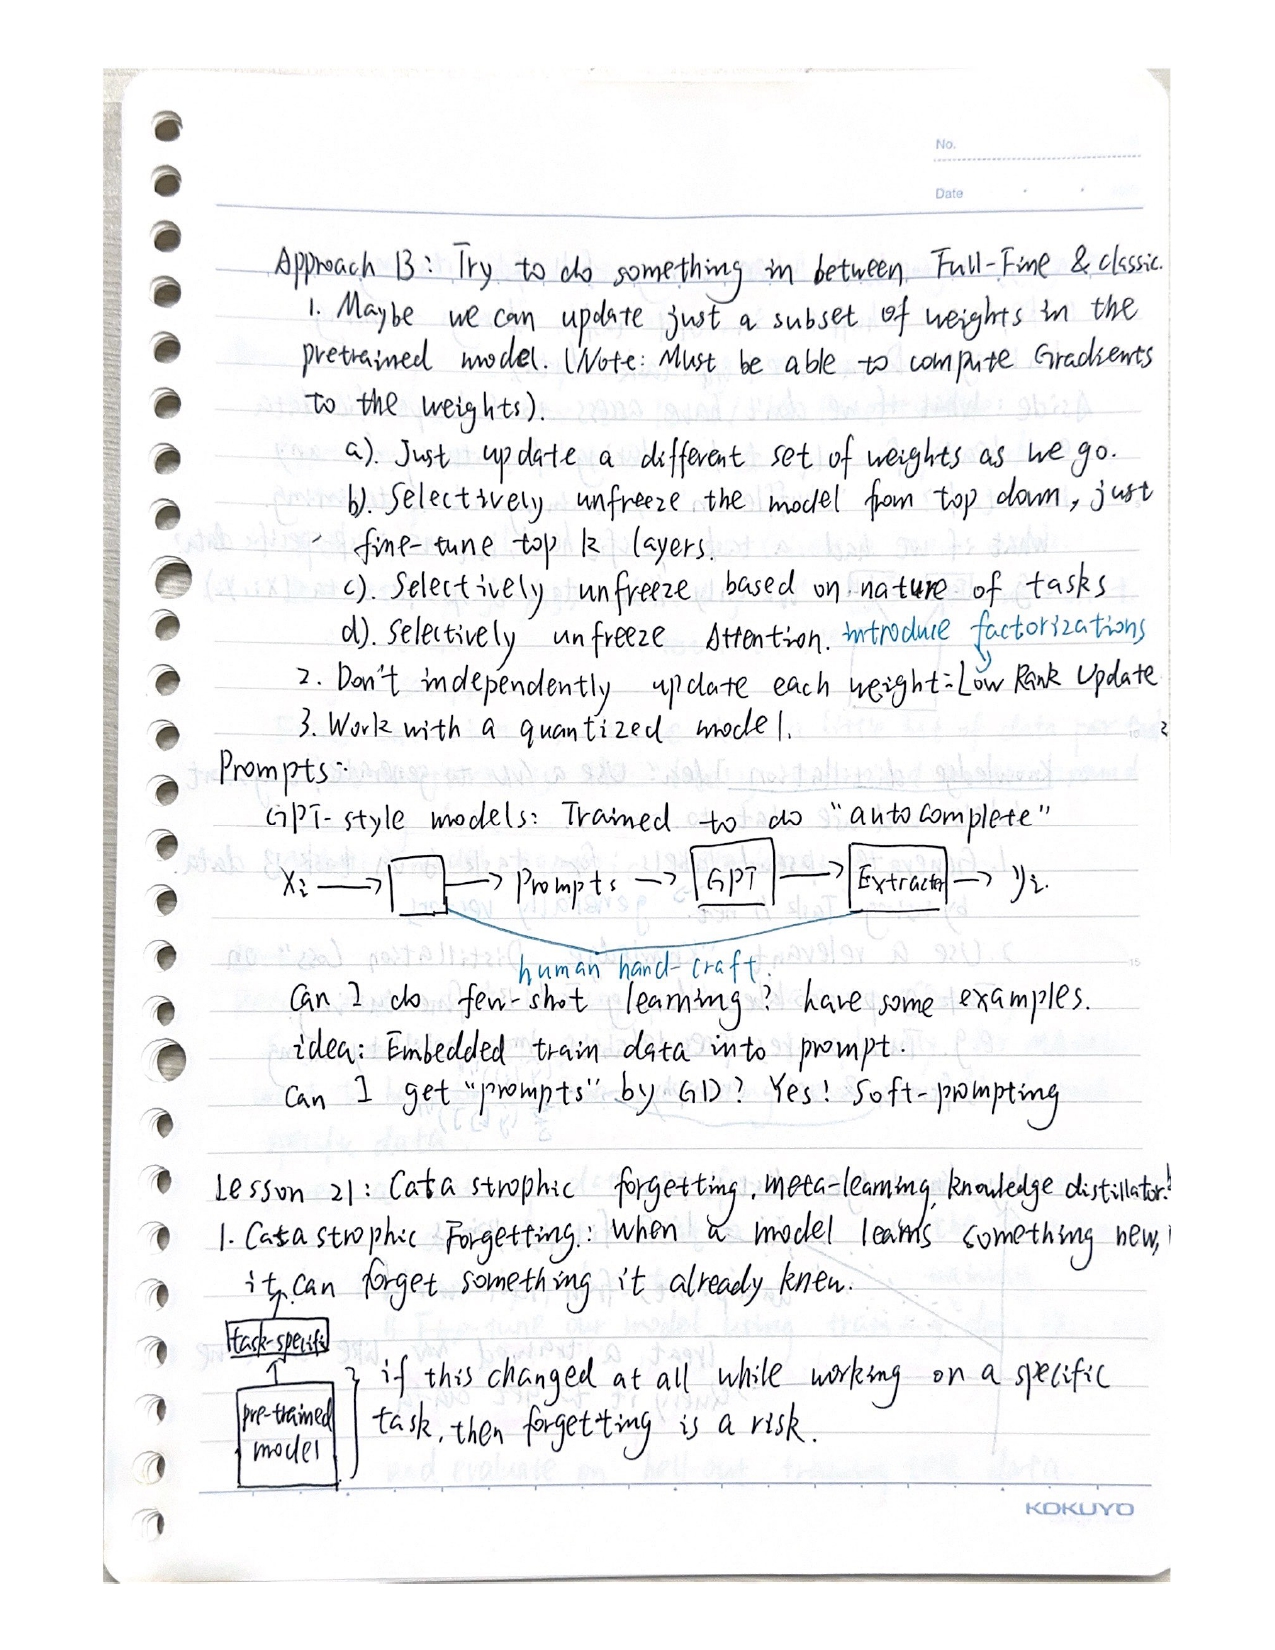 No.
Date
Approach B: Try to do something in between Full-Fine & classic.
1. Maybe we can update just a subset of weights in the
pretrained model. (Note: Must be able to compute Gradients
to the weights).
a). Just update a different set of weights as we go.
b). Selectively unfreeze the model from top down, just
fine-tune top k layers.
c). Selectively unfreeze based on nature of tasks
d). Selectively unfreeze Attention. introduce factorizations
2. Don't independently update each weight: Low Rank Update
3. Work with a quantized model.
Prompts:
GPT-style models: Trained to do "autocomplete"
Xi → → Prompts → GPT → Extractor → yi.
human hand-craft.
Can I do few-shot learning? have some examples.
idea: Embedded train data into prompt.
Can I get "prompts" by GD? Yes! Soft-prompting
Lesson 21: Catastrophic forgetting, meta-learning, knowledge distillator.
1. Catastrophic Forgetting.: when a model learns something new,
it can forget something it already knew.
task-specific
if this changed at all while working on a specific
pre-trained
task, then forgetting is a risk.
model
KOKUYO